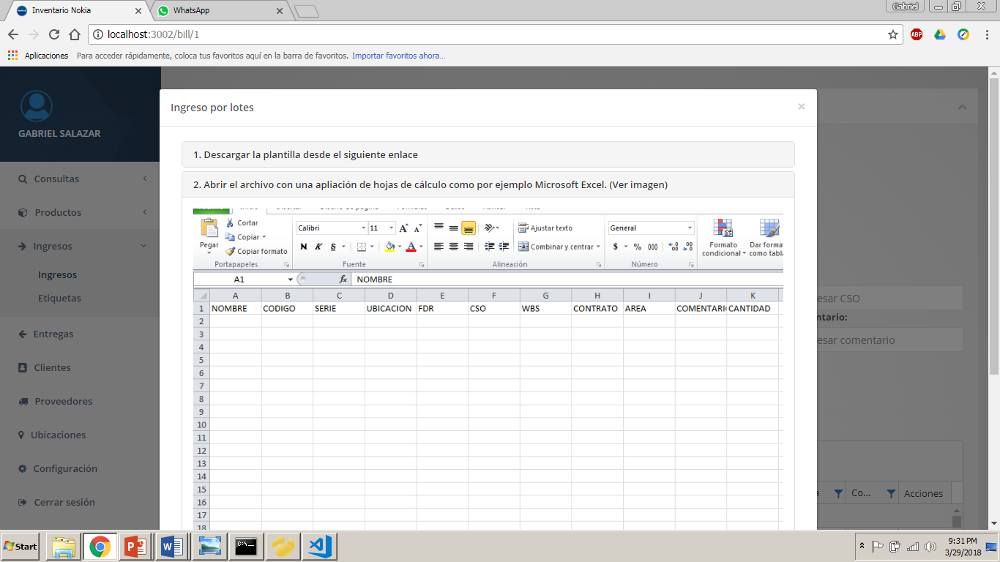 Inventario Nokia
WhatsApp
Gabriel
localhost:3002/bill/1
ABP
Aplicaciones Para acceder rápidamente, coloca tus favoritos aquí en la barra de favoritos. Importar favoritos ahora...
GABRIEL SALAZAR
Consultas
Productos
Ingresos
Ingresos
Etiquetas
Entregas
Clientes
Proveedores
Ubicaciones
Configuración
Cerrar sesión
Ingreso por lotes
×
1. Descargar la plantilla desde el siguiente enlace
2. Abrir el archivo con una apliación de hojas de cálculo como por ejemplo Microsoft Excel. (Ver imagen)
Pegar
Cortar
Copiar
Copiar formato
Portapapeles
Calibri 11 A A
N K S A
Fuente
Ajustar texto
Combinar y centrar
Alineación
General
$ % 000
Número
Formato condicional
Dar forma como tabla
A1 fx NOMBRE
A B C D E F G H I J K
1 NOMBRE CODIGO SERIE UBICACION FDR CSO WBS CONTRATO AREA COMENTARI CANTIDAD
2
3
4
5
6
7
8
9
10
11
12
13
14
15
16
17
18
esar CSO
ntario:
esar comentario
Co...
Acciones
Start
9:31 PM
3/29/2018